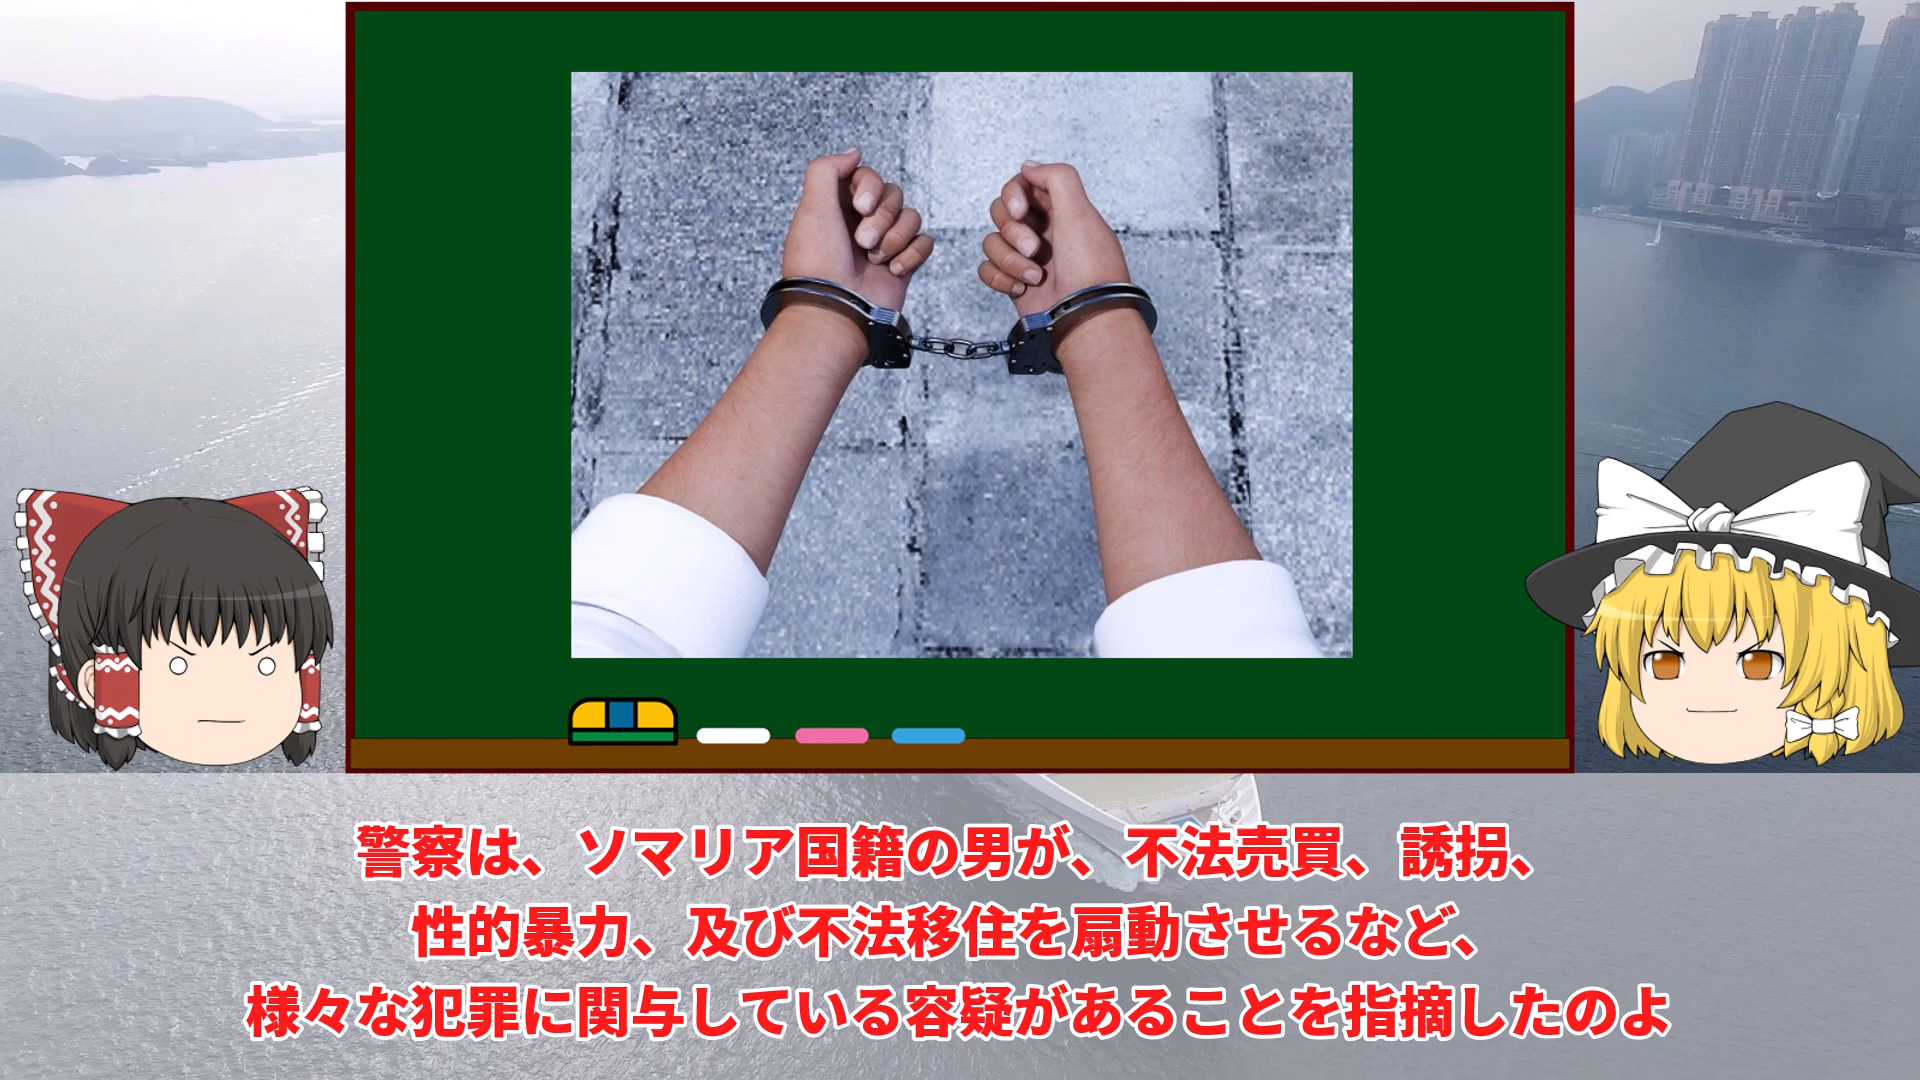 警察は、ソマリア国籍の男が、不法売買、誘拐、
性的暴力、及び不法移住を扇動させるなど、
様々な犯罪に関与している容疑があることを指摘したのよ